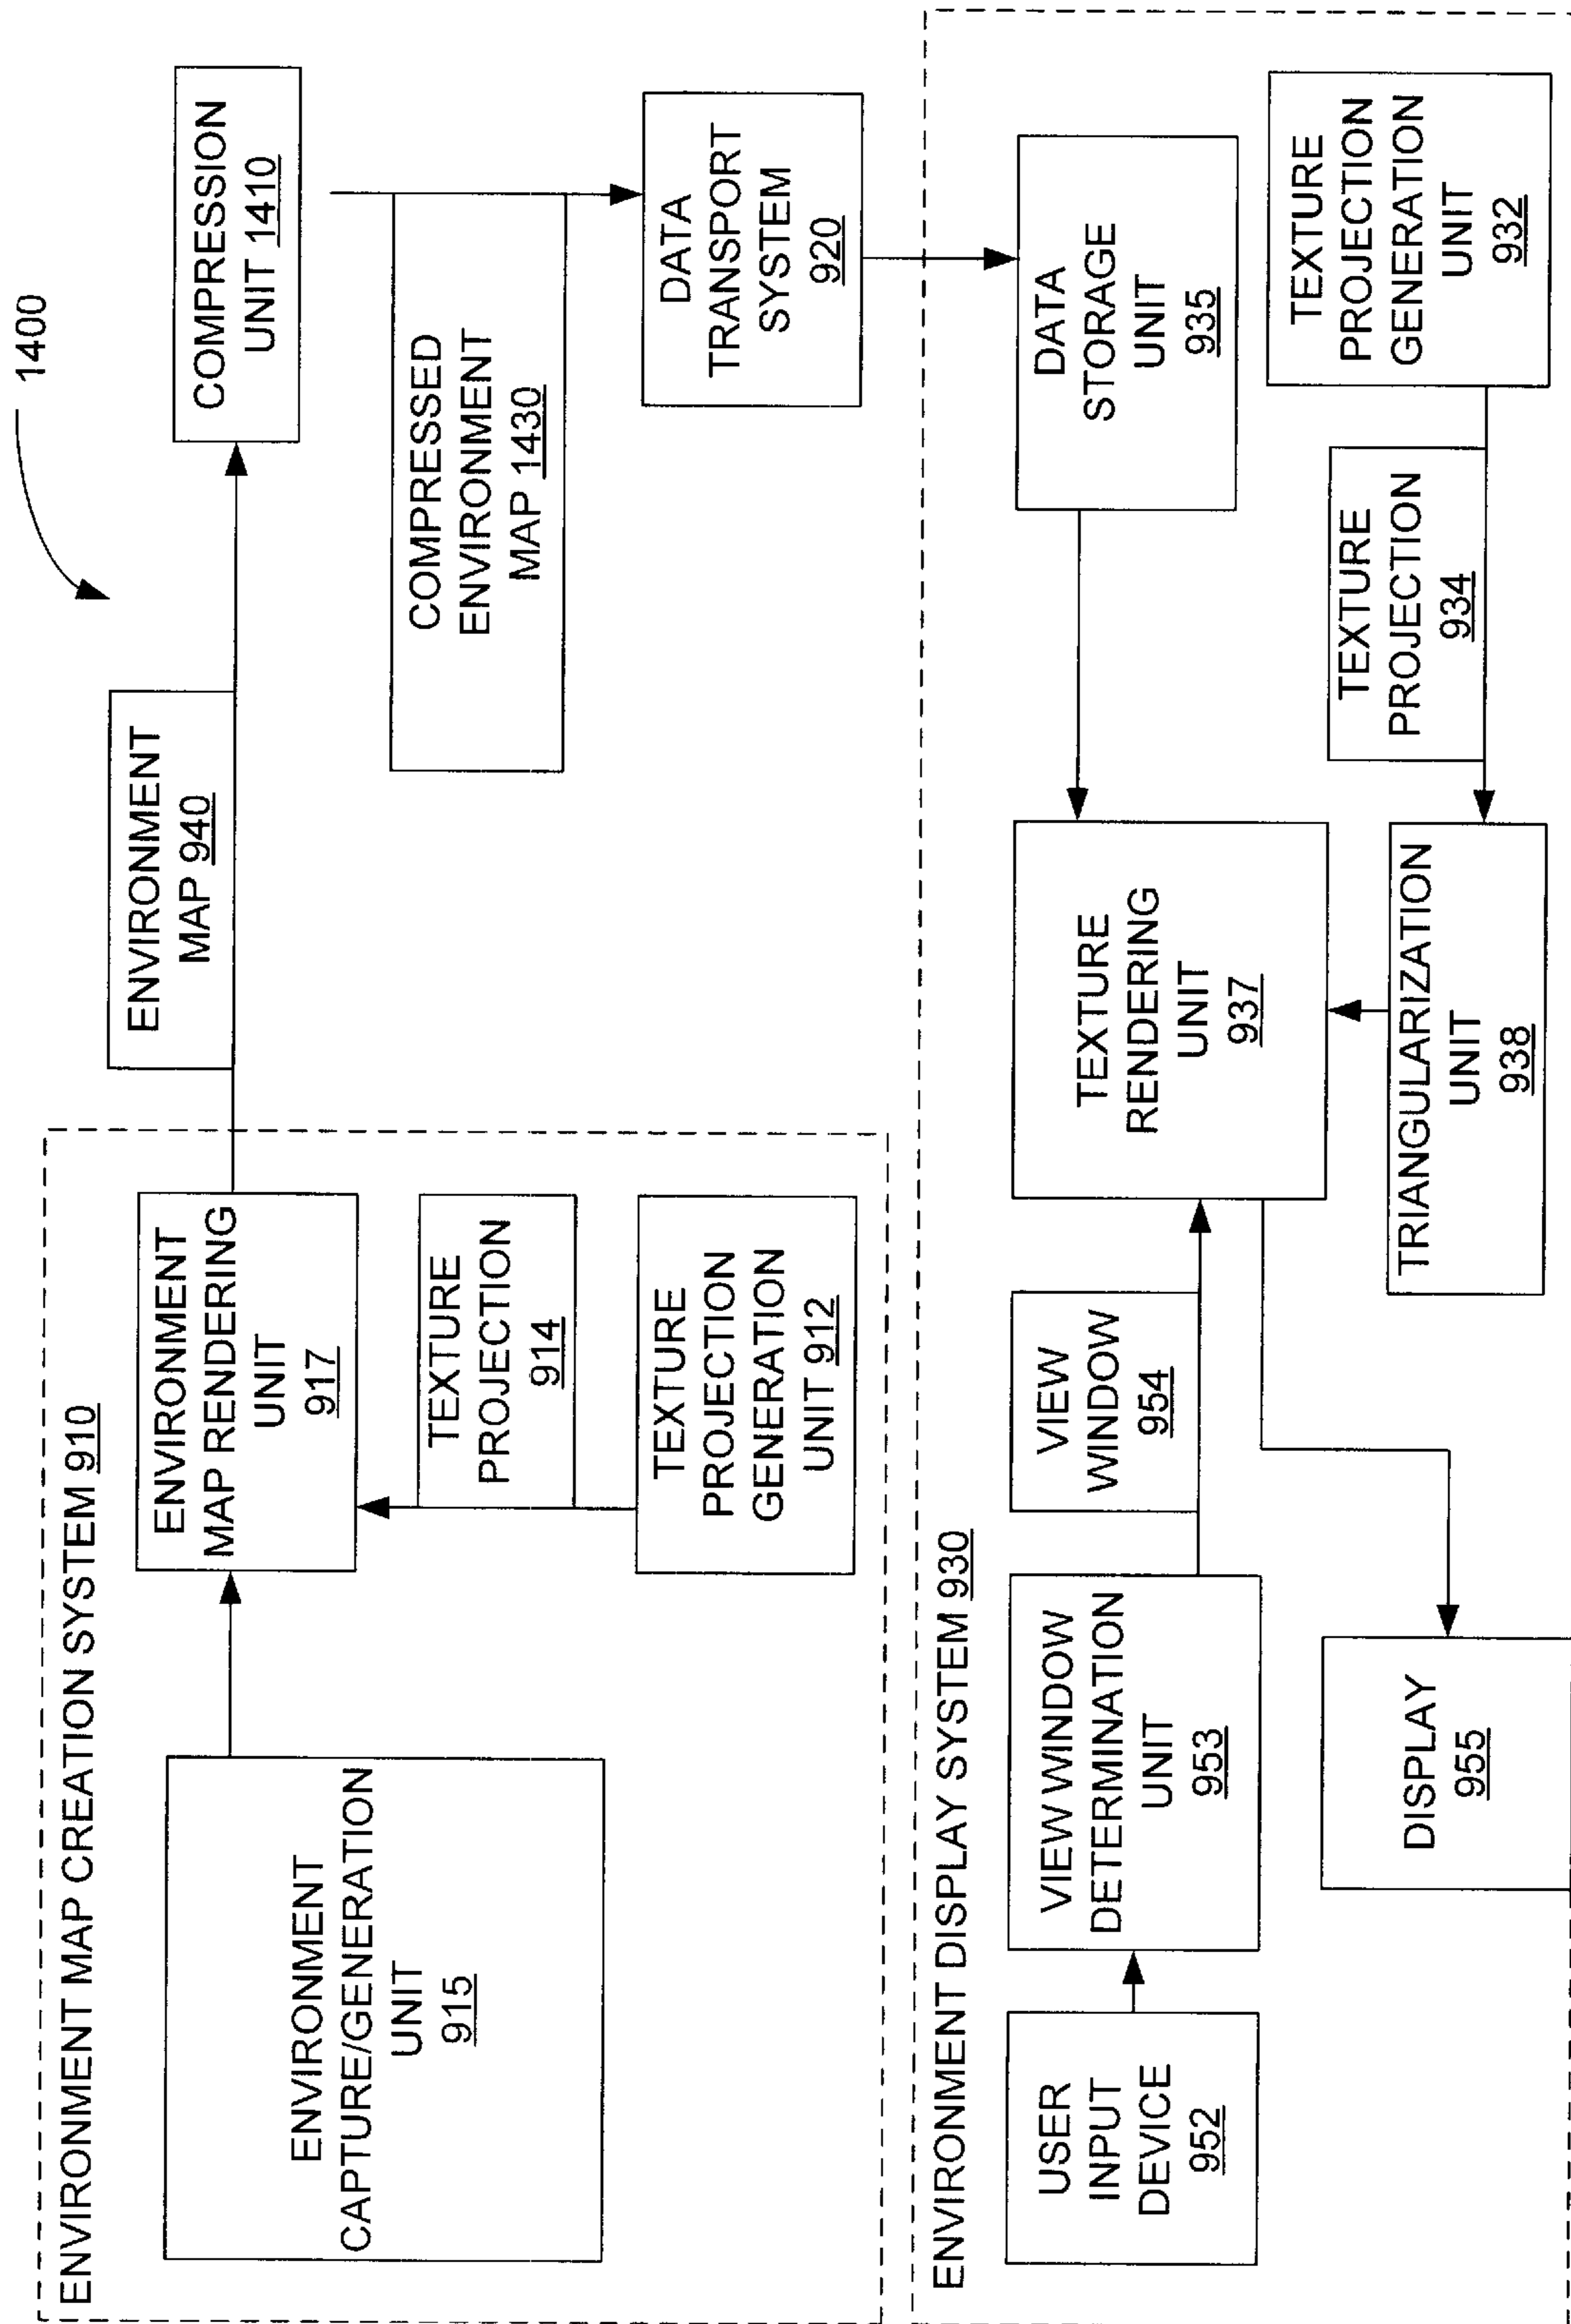 1400
ENVIRONMENT MAP CREATION SYSTEM 910
ENVIRONMENT
CAPTURE/GENERATION
UNIT
915
ENVIRONMENT
MAP RENDERING
UNIT
917
TEXTURE
PROJECTION
914
TEXTURE
PROJECTION
GENERATION
UNIT 912
ENVIRONMENT
MAP 940
COMPRESSION
UNIT 1410
COMPRESSED
ENVIRONMENT
MAP 1430
DATA
TRANSPORT
SYSTEM
920
ENVIRONMENT DISPLAY SYSTEM 930
USER
INPUT
DEVICE
952
VIEW WINDOW
DETERMINATION
UNIT
953
VIEW
WINDOW
954
TEXTURE
RENDERING
UNIT
937
DATA
STORAGE
UNIT
935
DISPLAY
955
TRIANGULARIZATION
UNIT
938
TEXTURE
PROJECTION
934
TEXTURE
PROJECTION
GENERATION
UNIT
932